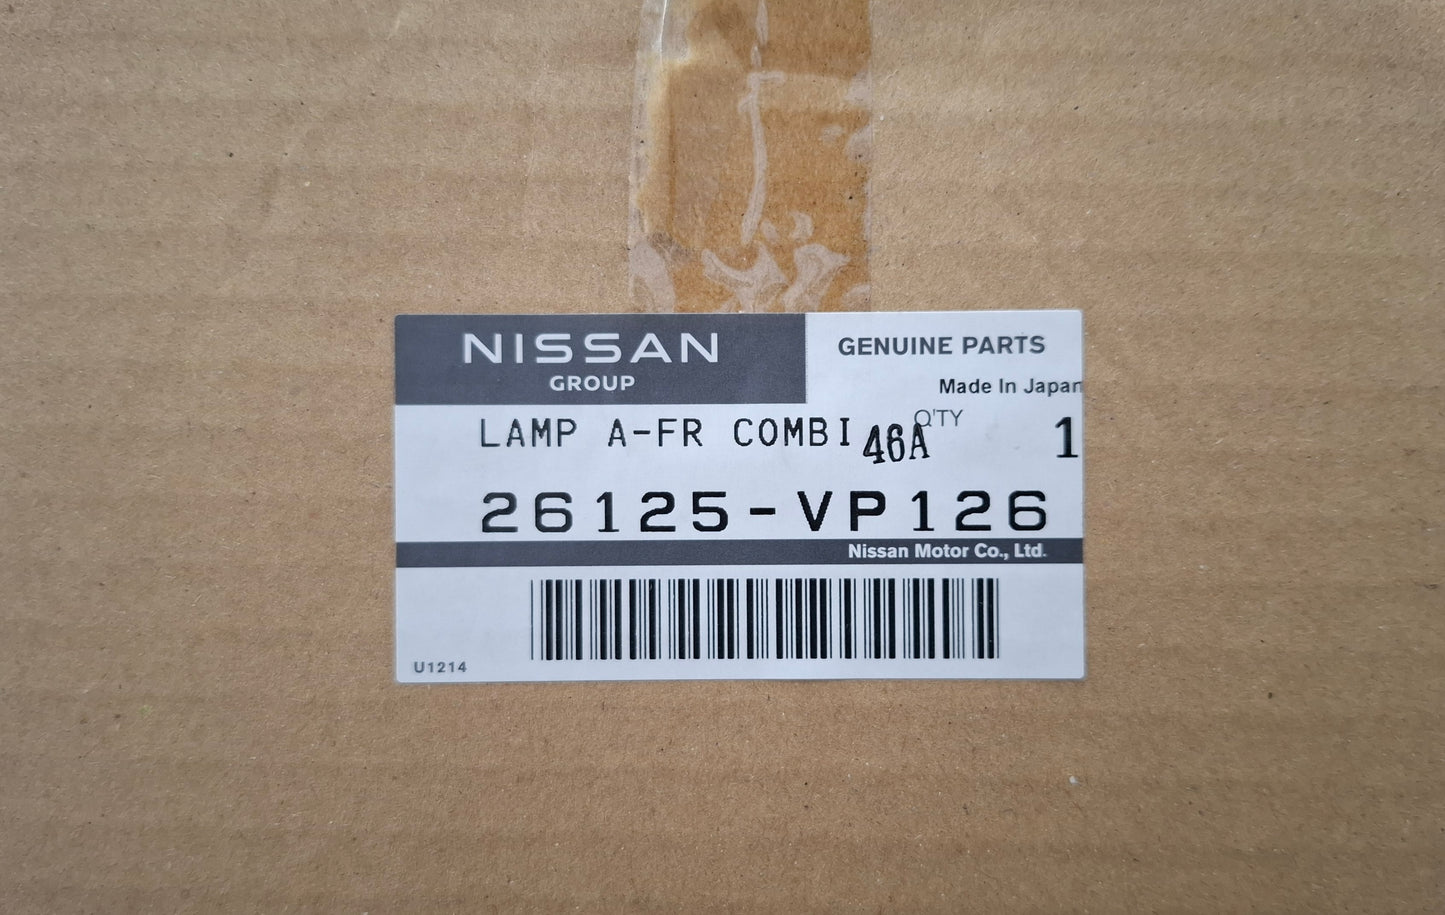 NISSAN
GROUP
GENUINE PARTS
Made In Japan
LAMP A-FR COMBI 46A Q'TY 1
26125-VP126
Nissan Motor Co., Ltd.
U1214